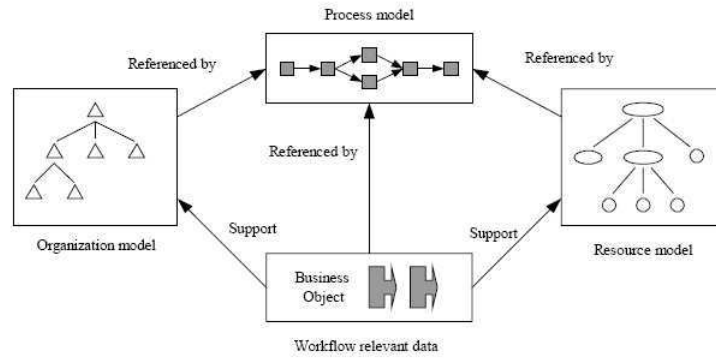 Process model
Referenced by
Referenced by
Referenced by
Organization model
Support
Support
Resource model
Business
Object
Workflow relevant data